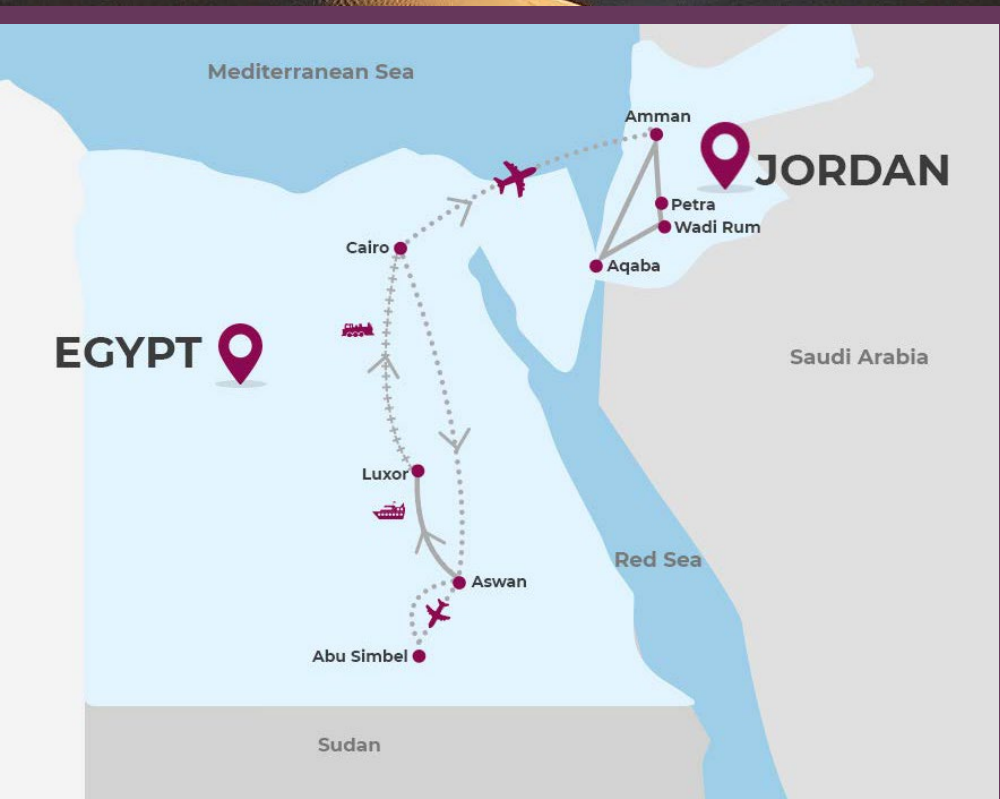 Mediterranean Sea
Amman
JORDAN
Petra
Wadi Rum
Cairo
Aqaba
EGYPT
Saudi Arabia
Luxor
Red Sea
Aswan
Abu Simbel
Sudan